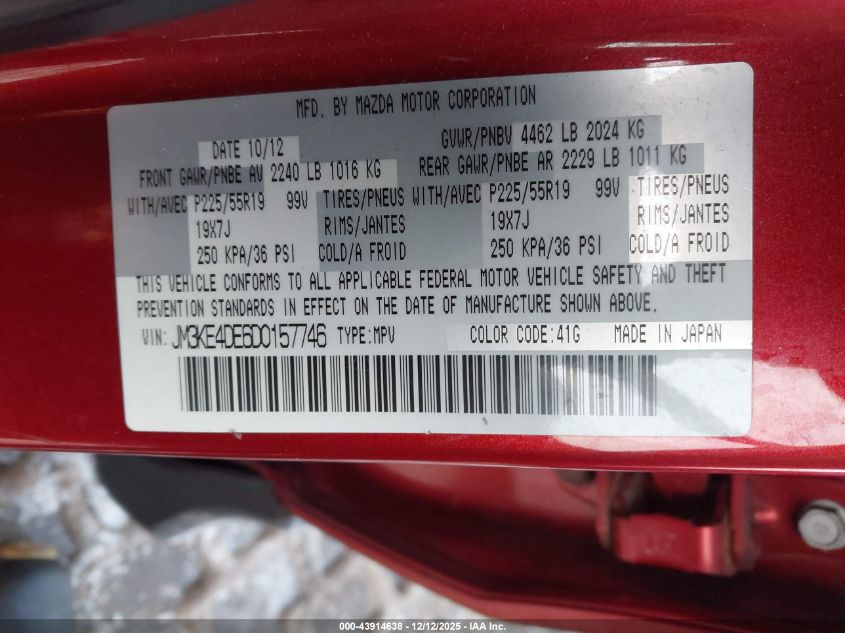 MFD. BY MAZDA MOTOR CORPORATION
DATE 10/12 GVWR/PNBV 4462 LB 2024 KG
FRONT GAWR/PNBE AV 2240 LB 1016 KG REAR GAWR/PNBE AR 2229 LB 1011 KG
WITH/AVEC P225/55R19 99V TIRES/PNEUS WITH/AVEC P225/55R19 99V TIRES/PNEUS
19X7J RIMS/JANTES 19X7J RIMS/JANTES
250 KPA/36 PSI COLD/A FROID 250 KPA/36 PSI COLD/A FROID
THIS VEHICLE CONFORMS TO ALL APPLICABLE FEDERAL MOTOR VEHICLE SAFETY AND THEFT
PREVENTION STANDARDS IN EFFECT ON THE DATE OF MANUFACTURE SHOWN ABOVE.
VIN: JM3KE4DE6D0157746 TYPE:MPV COLOR CODE:41G MADE IN JAPAN
000-43914638 - 12/12/2025 - IAA Inc.